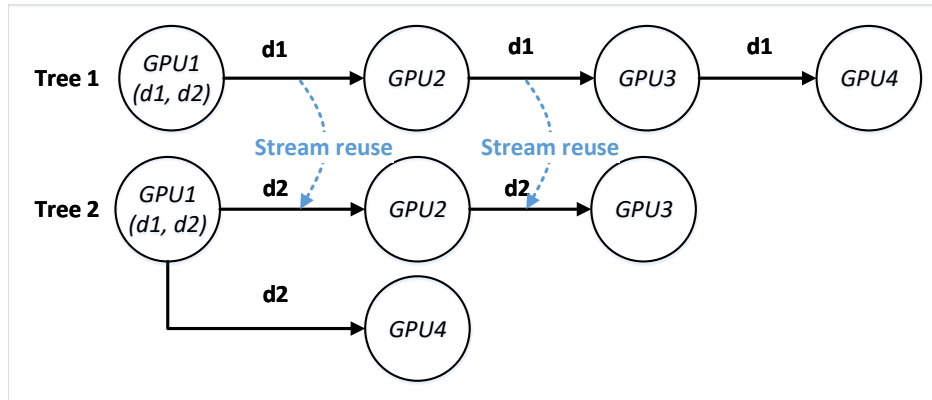 d1 d1 d1
Tree 1 GPU1 (d1, d2) GPU2 GPU3 GPU4
Stream reuse Stream reuse
d2 d2
Tree 2 GPU1 (d1, d2) GPU2 GPU3
d2
GPU4